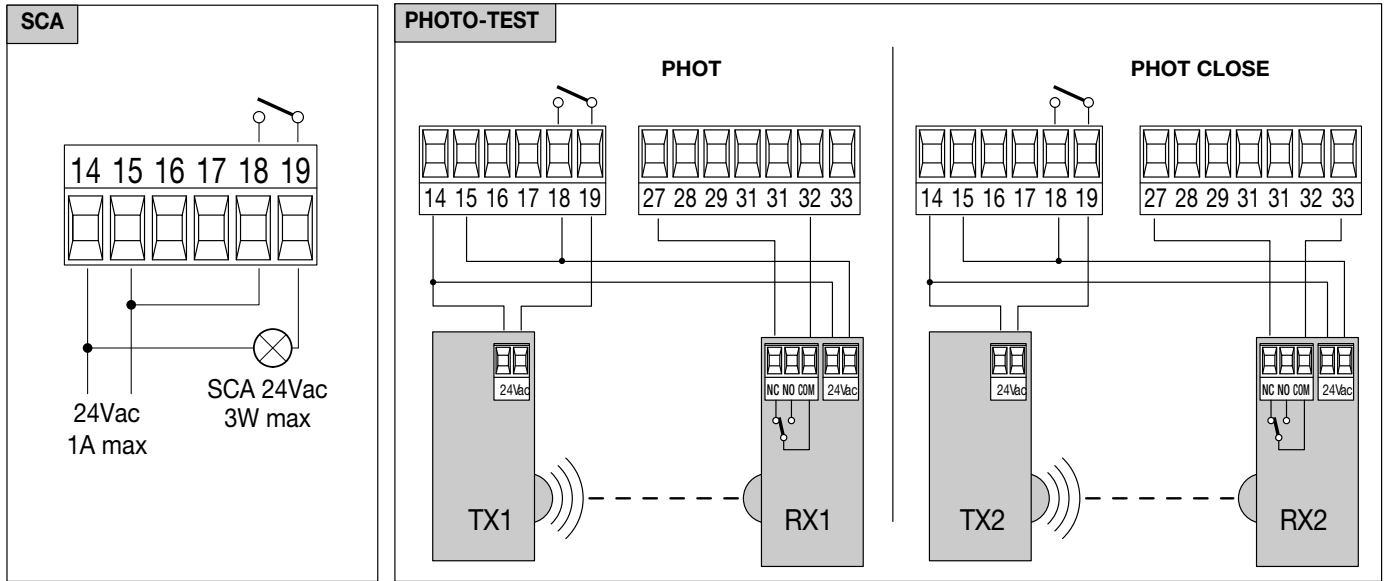 SCA
14 15 16 17 18 19
24Vac
1A max
SCA 24Vac
3W max
PHOTO-TEST
PHOT
14 15 16 17 18 19
27 28 29 31 31 32 33
24Vac
NC NO COM
24Vac
TX1
RX1
PHOT CLOSE
14 15 16 17 18 19
27 28 29 31 31 32 33
24Vac
NC NO COM
24Vac
TX2
RX2